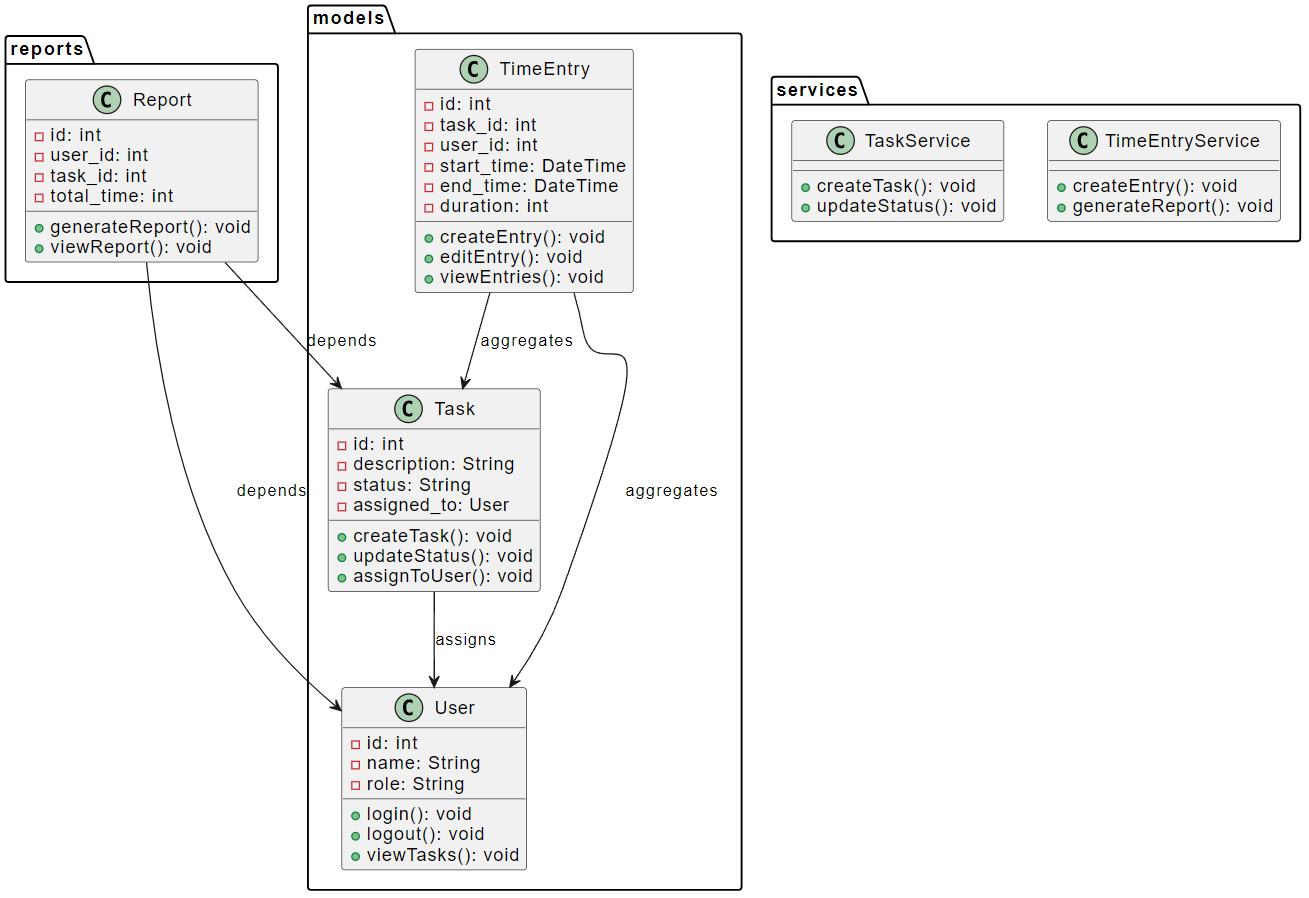 reports
C Report
id: int
user_id: int
task_id: int
total_time: int
generateReport(): void
viewReport(): void
models
C TimeEntry
id: int
task_id: int
user_id: int
start_time: DateTime
end_time: DateTime
duration: int
createEntry(): void
editEntry(): void
viewEntries(): void
services
C TaskService
createTask(): void
updateStatus(): void
C TimeEntryService
createEntry(): void
generateReport(): void
depends
aggregates
C Task
id: int
description: String
status: String
assigned_to: User
createTask(): void
updateStatus(): void
assignToUser(): void
depends
aggregates
assigns
C User
id: int
name: String
role: String
login(): void
logout(): void
viewTasks(): void